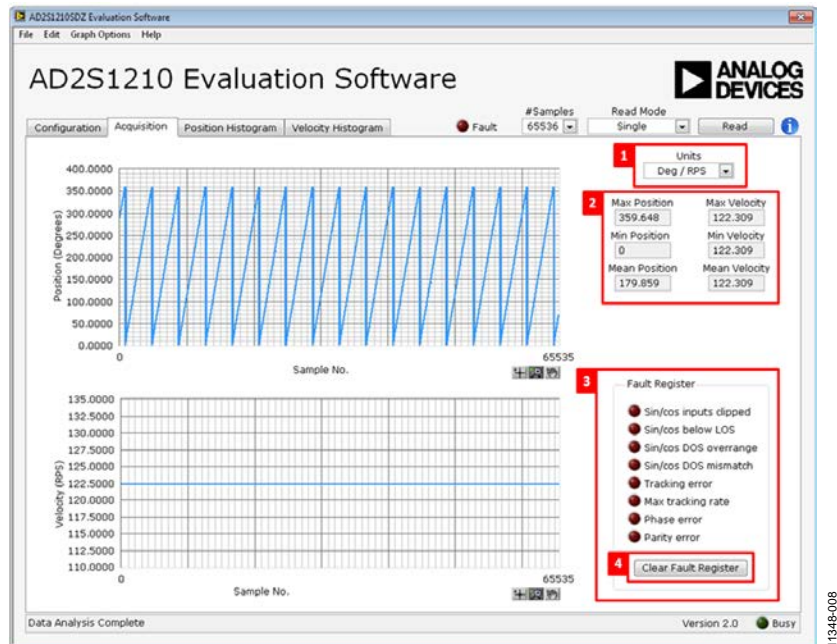 AD2S1210SDZ Evaluation Software
File Edit Graph Options Help
AD2S1210 Evaluation Software
ANALOG
DEVICES
#Samples
Read Mode
Configuration Acquisition Position Histogram Velocity Histogram
Fault
65536
Single
Read
i
1
Units
Deg / RPS
2
Max Position Max Velocity
359.648 122.309
Min Position Min Velocity
0 122.309
Mean Position Mean Velocity
179.859 122.309
Position (Degrees)
400.0000
350.0000
300.0000
250.0000
200.0000
150.0000
100.0000
50.0000
0.0000
0 65535
Sample No.
Velocity (RPS)
135.0000
132.5000
130.0000
127.5000
125.0000
122.5000
120.0000
117.5000
115.0000
112.5000
110.0000
0 65535
Sample No.
3
Fault Register
Sin/cos inputs clipped
Sin/cos below LOS
Sin/cos DOS overrange
Sin/cos DOS mismatch
Tracking error
Max tracking rate
Phase error
Parity error
4
Clear Fault Register
Data Analysis Complete
Version 2.0 Busy
1348-008